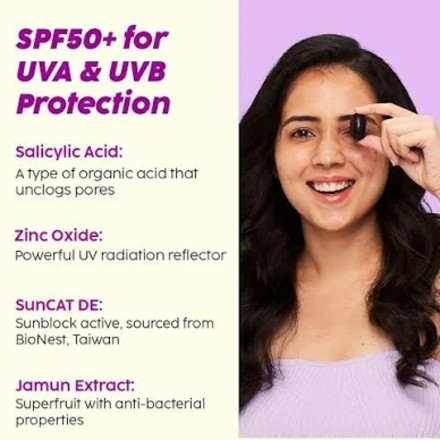 SPF50+ for
UVA & UVB
Protection
Salicylic Acid:
A type of organic acid that
unclogs pores
Zinc Oxide:
Powerful UV radiation reflector
SunCAT DE:
Sunblock active, sourced from
BioNest, Taiwan
Jamun Extract:
Superfruit with anti-bacterial
properties